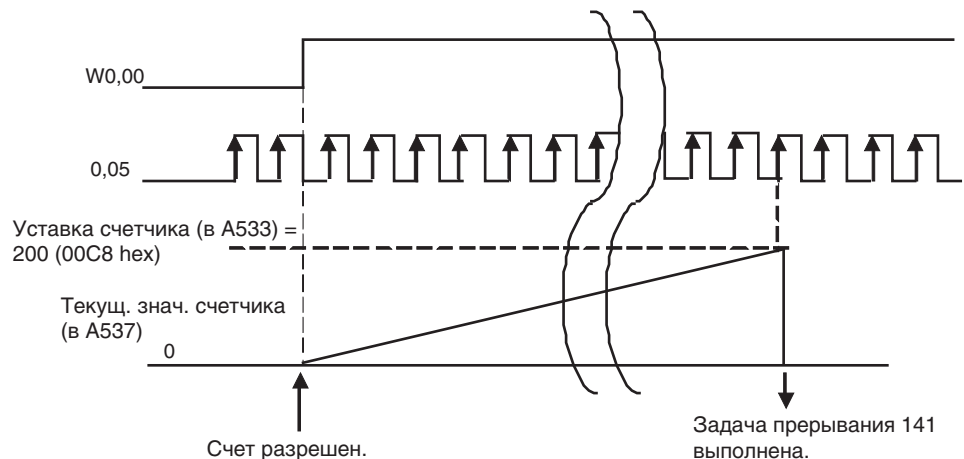 W0,00
0,05
Уставка счетчика (в A533) =
200 (00C8 hex)
Текущ. знач. счетчика
(в A537)
0
Счет разрешен.
Задача прерывания 141
выполнена.